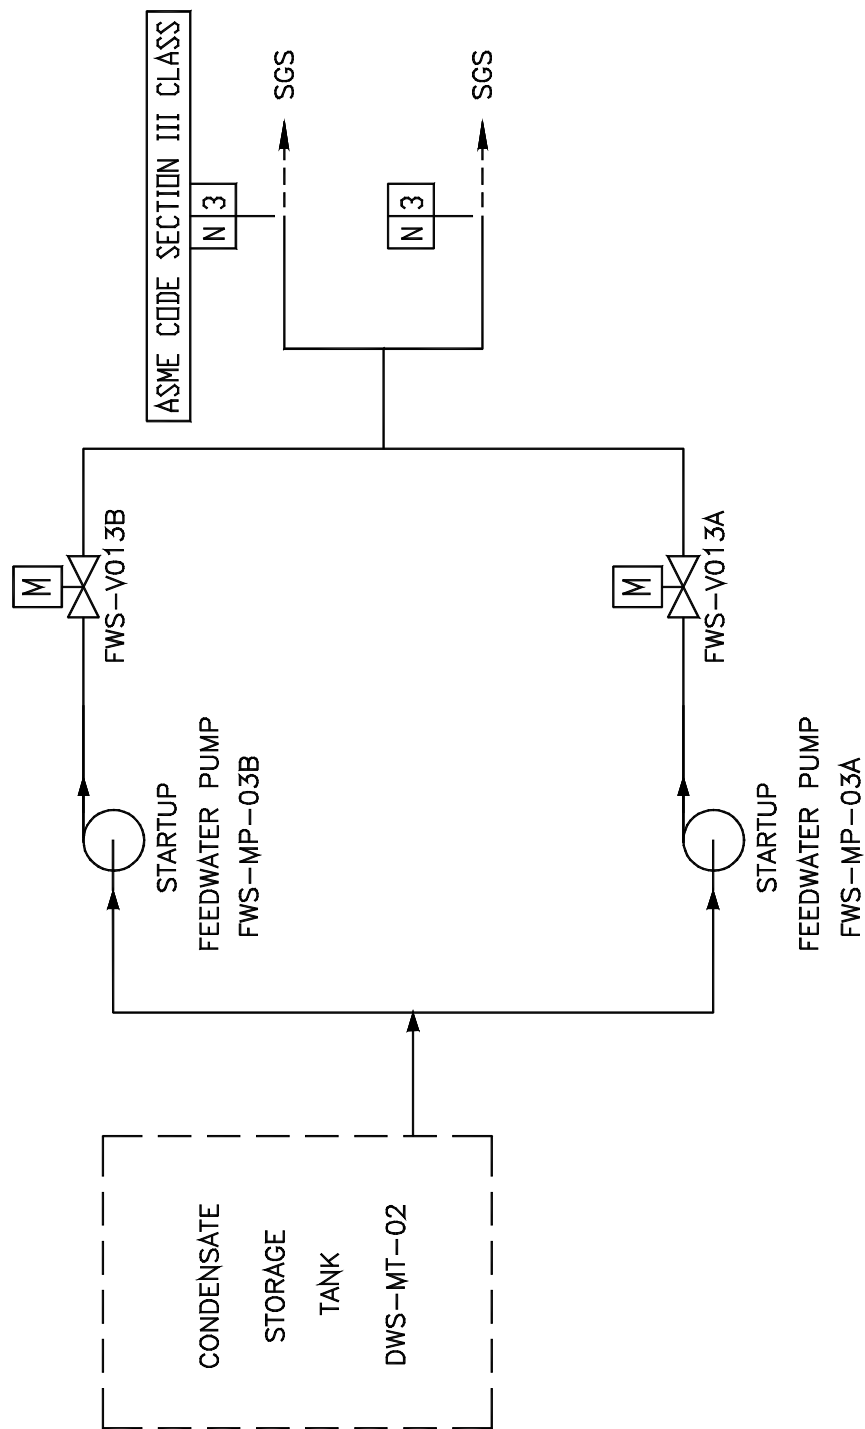 CONDENSATE
STORAGE
TANK
DWS-MT-02
STARTUP
FEEDWATER PUMP
FWS-MP-03B
M
FWS-V013B
STARTUP
FEEDWATER PUMP
FWS-MP-03A
M
FWS-V013A
ASME CODE SECTION III CLASS
N 3
SGS
N 3
SGS